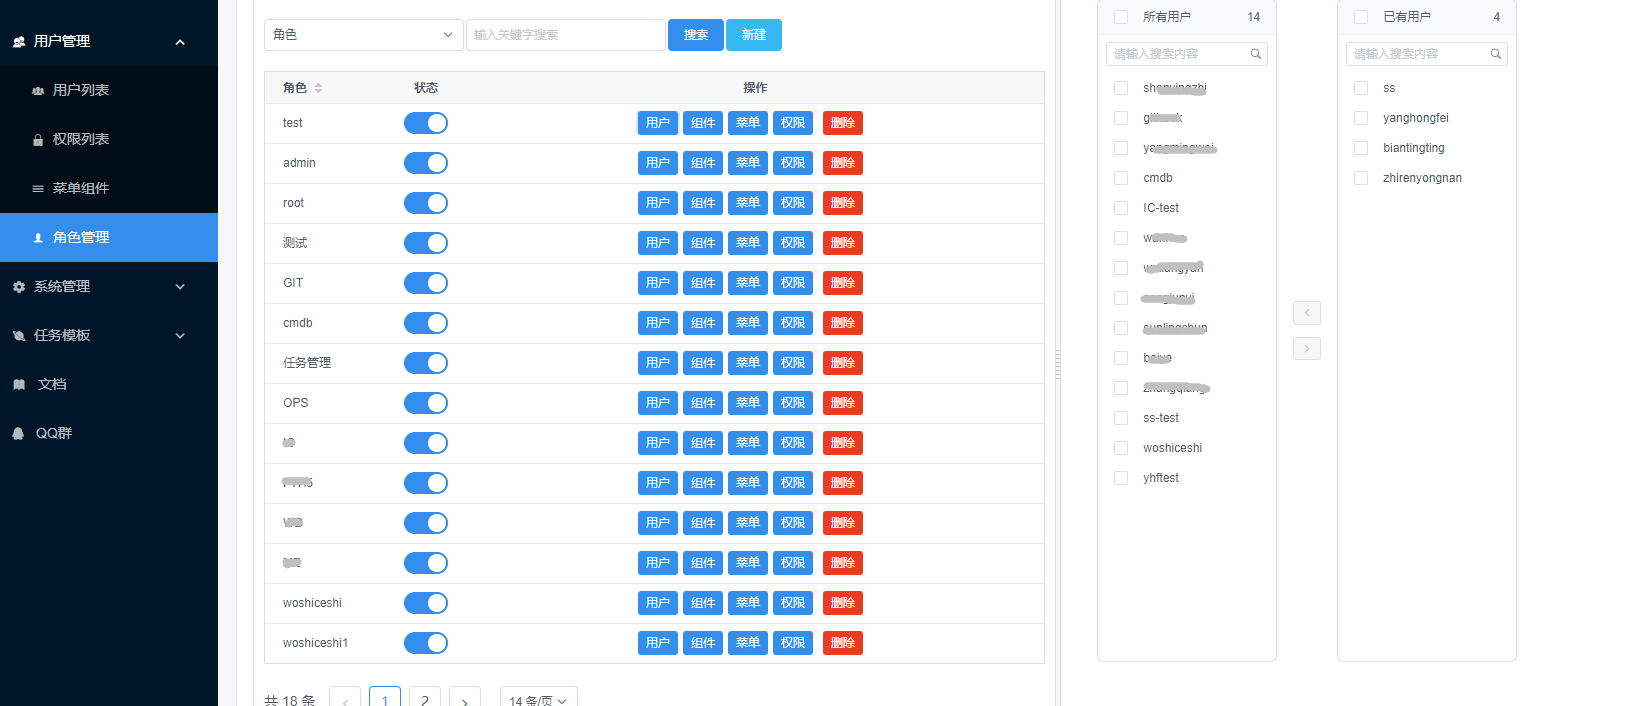 用户管理
用户列表
权限列表
菜单组件
角色管理
系统管理
任务模板
文档
QQ群
角色 输入关键字搜索 搜索 新建
角色 状态 操作
test 用户 组件 菜单 权限 删除
admin 用户 组件 菜单 权限 删除
root 用户 组件 菜单 权限 删除
测试 用户 组件 菜单 权限 删除
GIT 用户 组件 菜单 权限 删除
cmdb 用户 组件 菜单 权限 删除
任务管理 用户 组件 菜单 权限 删除
OPS 用户 组件 菜单 权限 删除
用户 组件 菜单 权限 删除
用户 组件 菜单 权限 删除
用户 组件 菜单 权限 删除
用户 组件 菜单 权限 删除
woshiceshi 用户 组件 菜单 权限 删除
woshiceshi1 用户 组件 菜单 权限 删除
共 18 条 1 2 14 条/页
所有用户 14
请输入搜索内容
cmdb
IC-test
ss-test
woshiceshi
yhftest
已有用户 4
请输入搜索内容
ss
yanghongfei
biantingting
zhirenyongnan